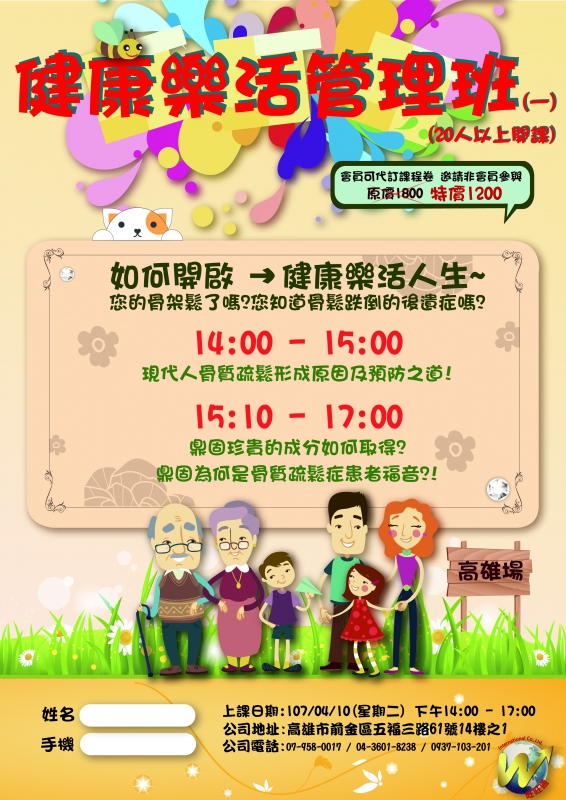 健康樂活管理班(一)
(20人以上開課)
會員可代訂課程卷 邀請非會員參與
原價1800 特價1200
如何開啟 → 健康樂活人生~
您的骨架鬆了嗎?您知道骨鬆跌倒的後遺症嗎?
14:00 - 15:00
現代人骨質疏鬆形成原因及預防之道!
15:10 - 17:00
鼎固珍貴的成分如何取得?
鼎固為何是骨質疏鬆症患者福音?!
高雄場
姓名
手機
上課日期:107/04/10(星期二) 下午14:00 - 17:00
公司地址:高雄市前金區五福三路61號14樓之1
公司電話:07-958-0017 / 04-3601-8238 / 0937-103-201
International Co.,Ltd.
W